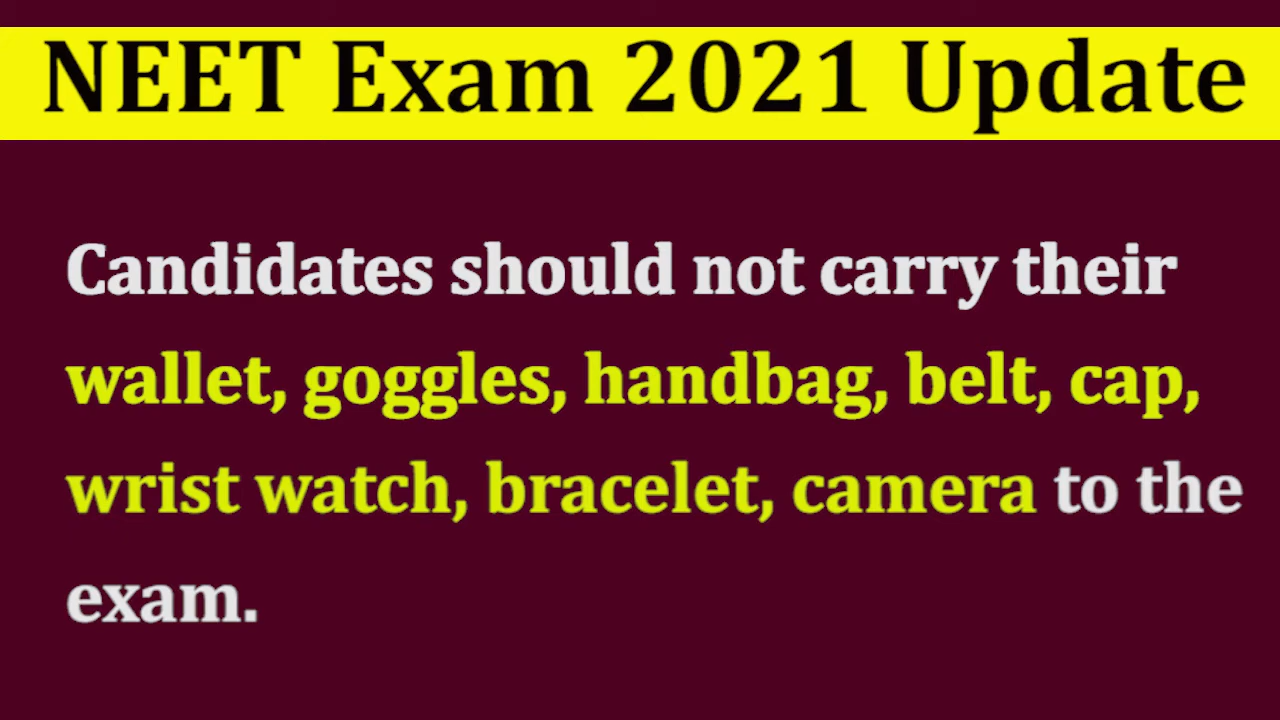 NEET Exam 2021 Update
Candidates should not carry their
wallet, goggles, handbag, belt, cap,
wrist watch, bracelet, camera to the
exam.